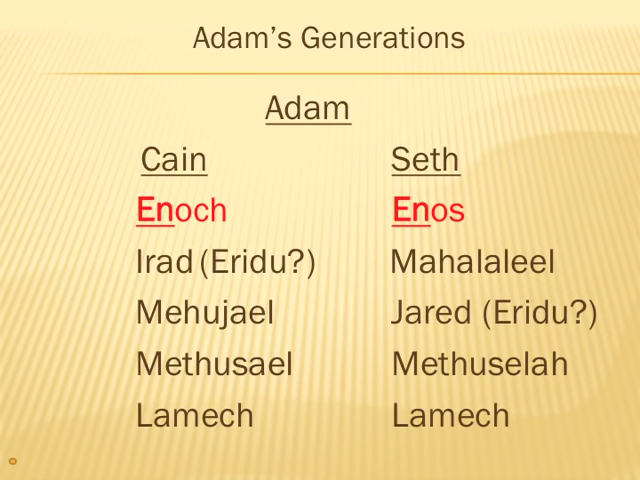 Adam's Generations
Adam
Cain Seth
Enoch Enos
Irad (Eridu?) Mahalaleel
Mehujael Jared (Eridu?)
Methusael Methuselah
Lamech Lamech